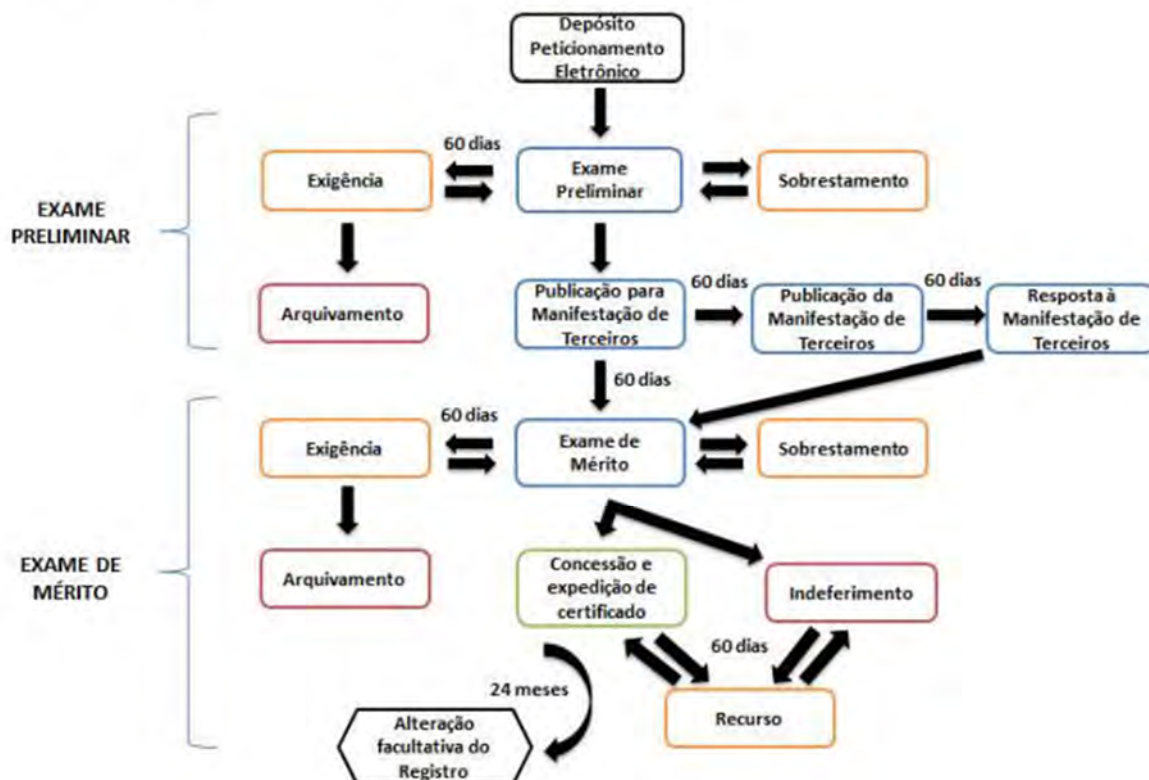 Depósito
Peticionamento
Eletrônico
EXAME
PRELIMINAR
60 dias
Exigência
Exame
Preliminar
Sobrestamento
Arquivamento
Publicação para
Manifestação de
Terceiros
60 dias
Publicação da
Manifestação de
Terceiros
60 dias
Resposta à
Manifestação de
Terceiros
60 dias
EXAME DE
MÉRITO
60 dias
Exigência
Exame de
Mérito
Sobrestamento
Arquivamento
Concessão e
expedição de
certificado
Indeferimento
60 dias
24 meses
Recurso
Alteração
facultativa do
Registro